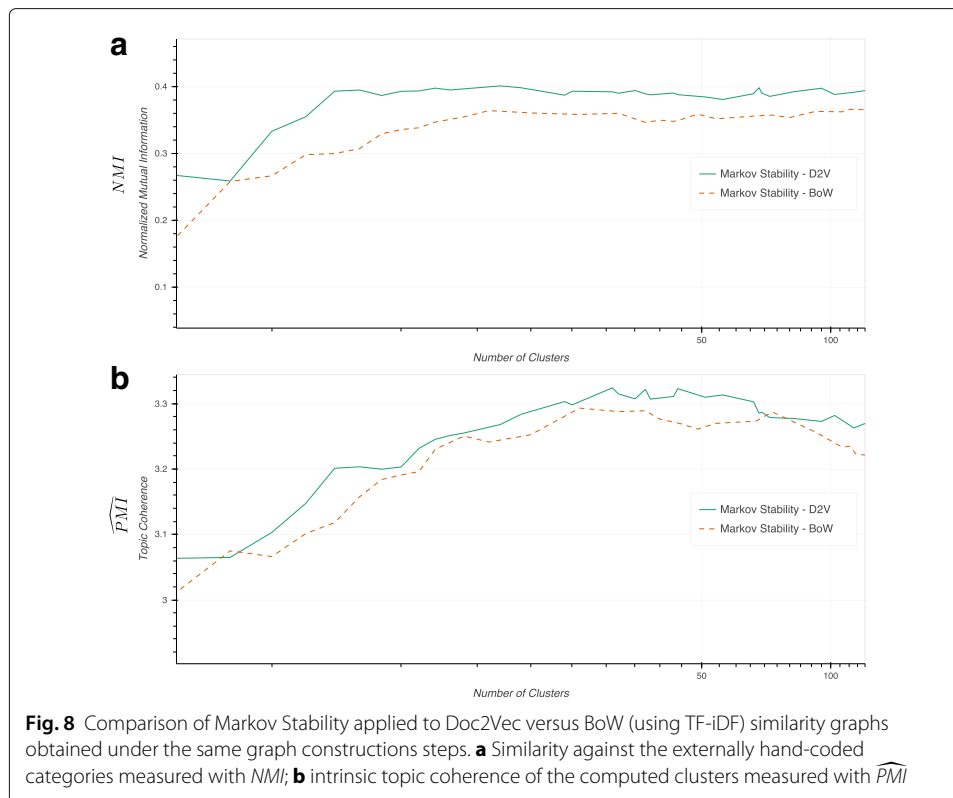 a
0.4
0.3
0.2
0.1
NMI
Normalized Mutual Information
Markov Stability - D2V
Markov Stability - BoW
50
100
Number of Clusters
b
3.3
3.2
3.1
3
\widehat{PMI}
Topic Coherence
Markov Stability - D2V
Markov Stability - BoW
50
100
Number of Clusters
Fig. 8 Comparison of Markov Stability applied to Doc2Vec versus BoW (using TF-iDF) similarity graphs
obtained under the same graph constructions steps. a Similarity against the externally hand-coded
categories measured with NMI; b intrinsic topic coherence of the computed clusters measured with \widehat{PMI}